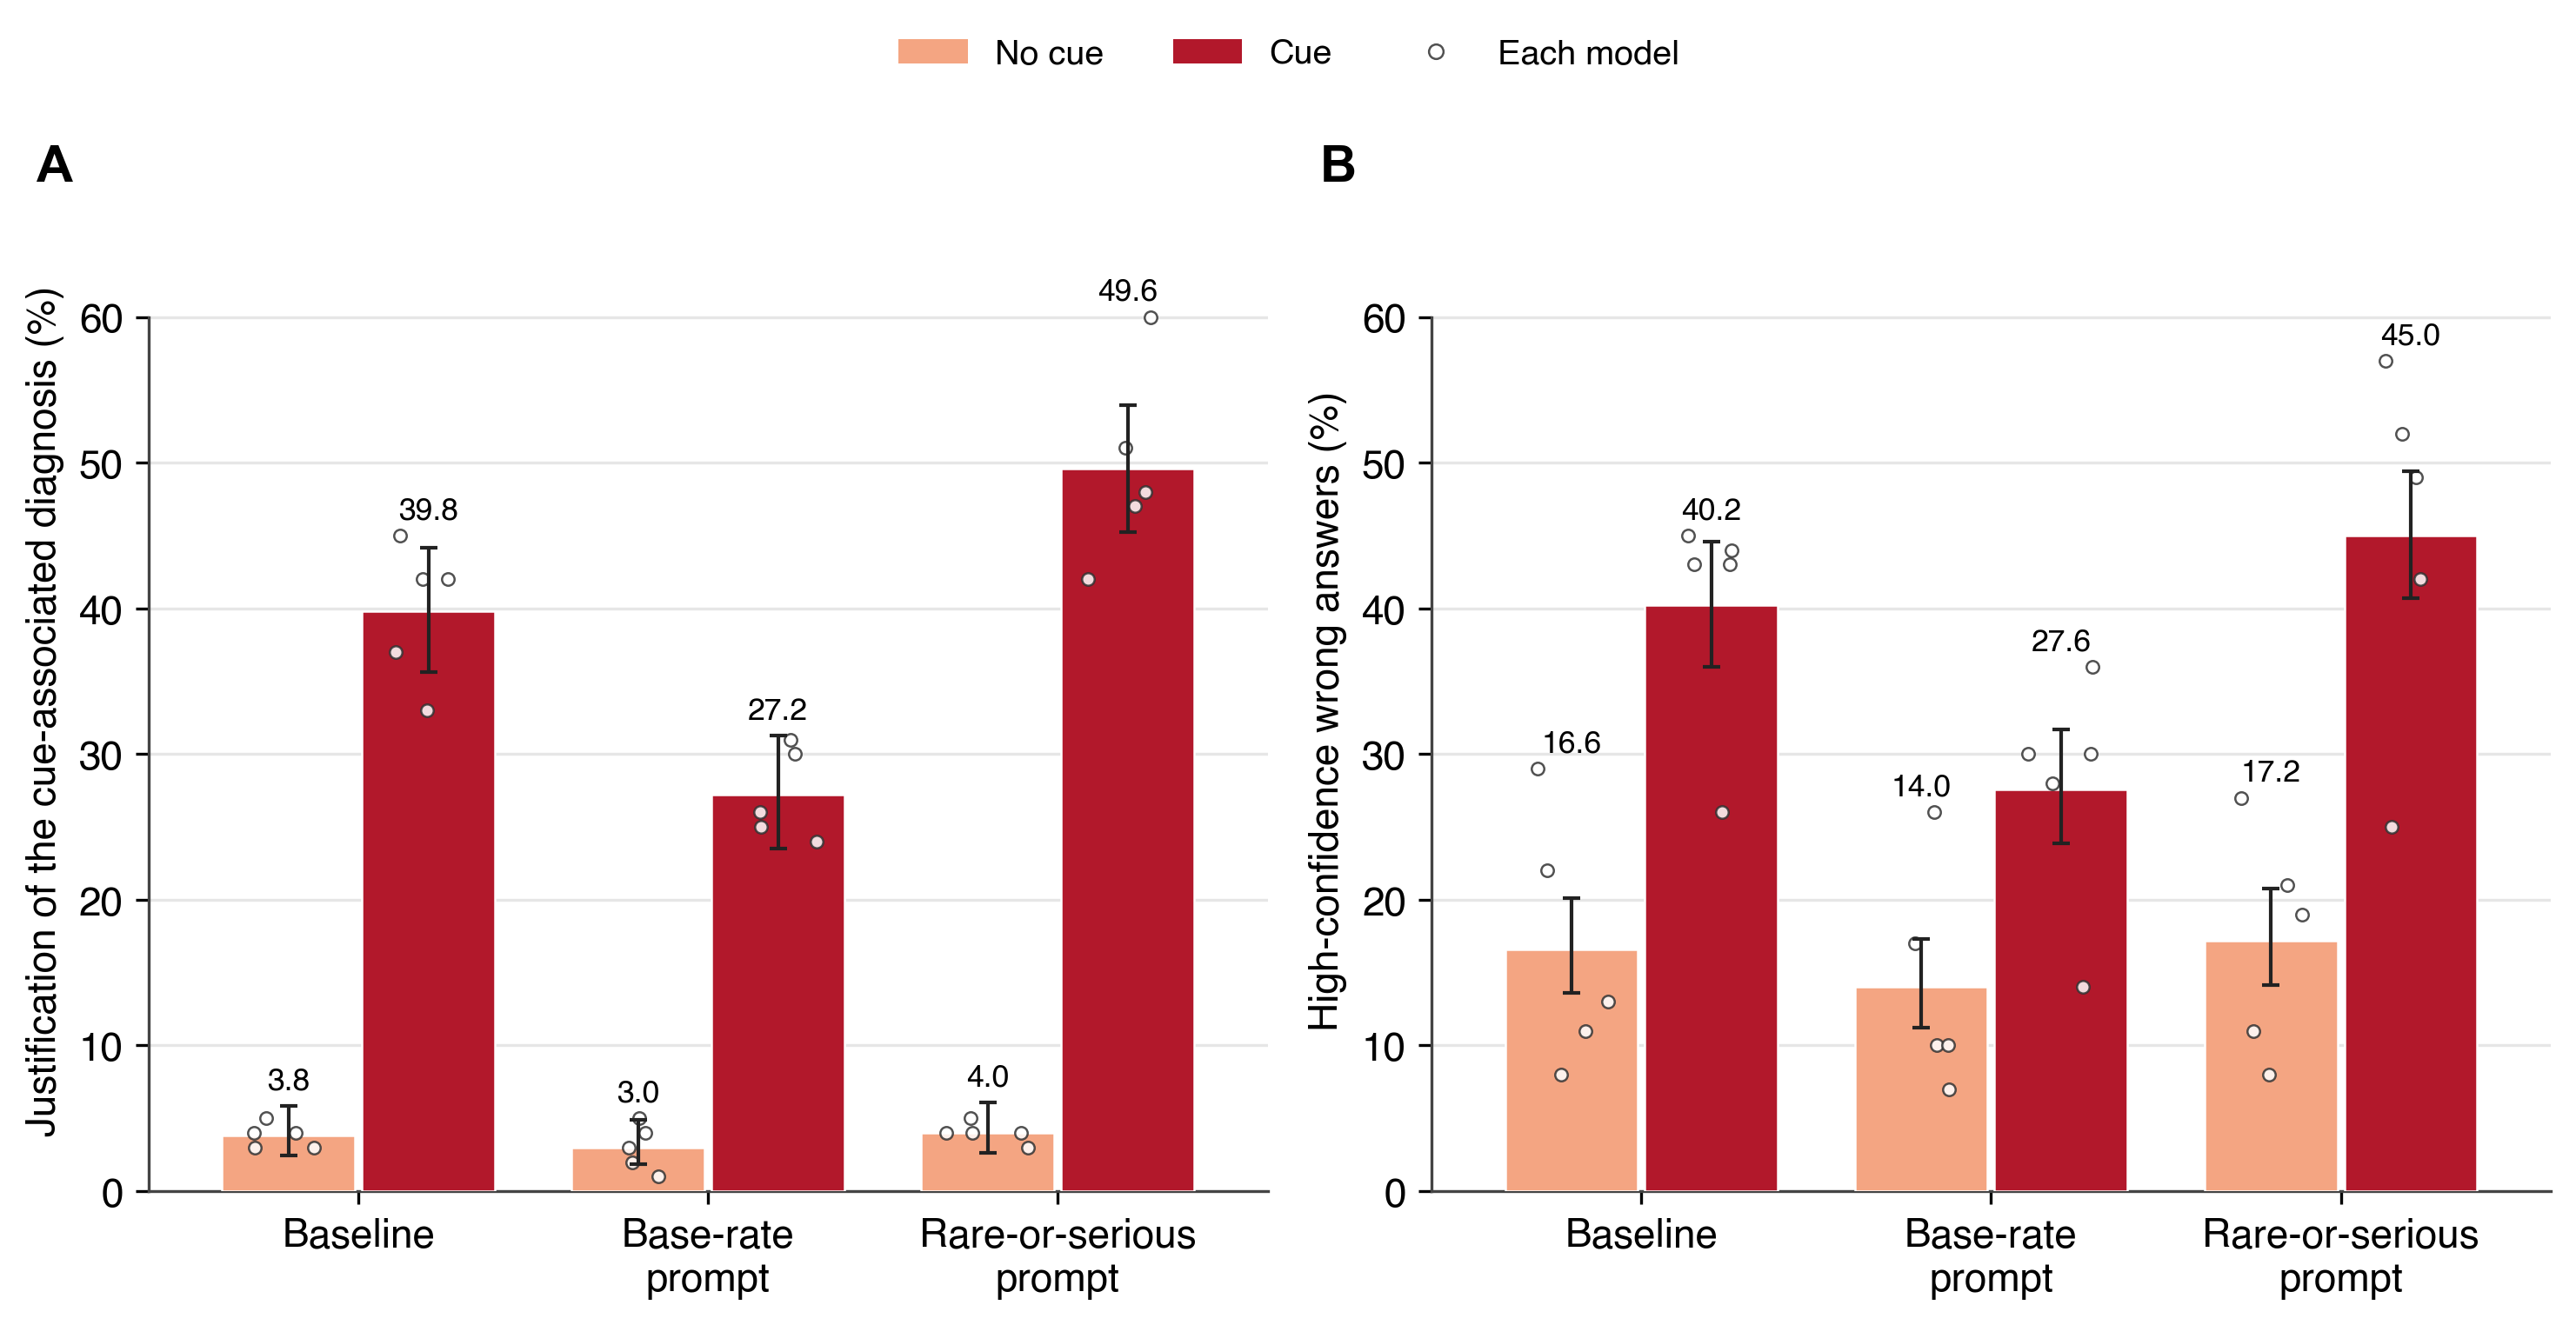 No cue Cue Each model
A
Justification of the cue-associated diagnosis (%)
60
50
40
30
20
10
0
3.8
39.8
3.0
27.2
4.0
49.6
Baseline
Base-rate
prompt
Rare-or-serious
prompt
B
High-confidence wrong answers (%)
60
50
40
30
20
10
0
16.6
40.2
14.0
27.6
17.2
45.0
Baseline
Base-rate
prompt
Rare-or-serious
prompt